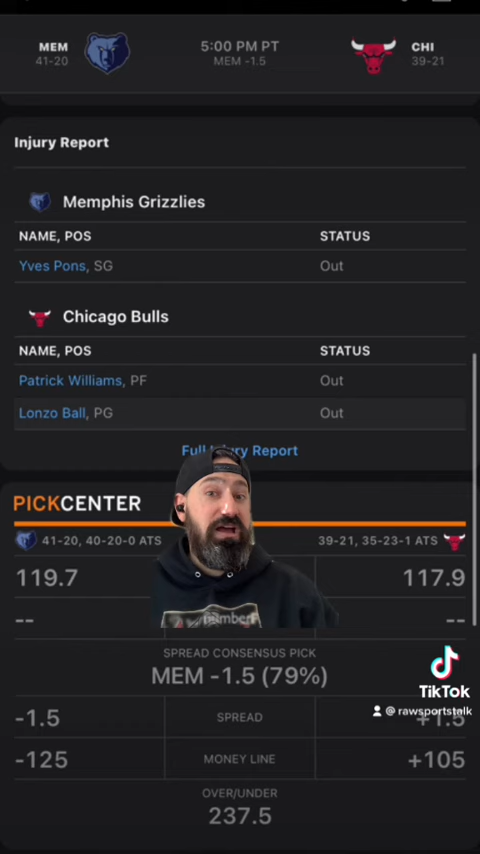 MEM
41-20
5:00 PM PT
MEM -1.5
CHI
39-21
Injury Report
Memphis Grizzlies
NAME, POS STATUS
Yves Pons, SG Out
Chicago Bulls
NAME, POS STATUS
Patrick Williams, PF Out
Lonzo Ball, PG Out
Full Injury Report
PICKCENTER
41-20, 40-20-0 ATS 39-21, 35-23-1 ATS
119.7 117.9
-- --
numbers
SPREAD CONSENSUS PICK
MEM -1.5 (79%)
TikTok
@ rawsportstalk
-1.5 SPREAD +1.5
-125 MONEY LINE +105
OVER/UNDER
237.5